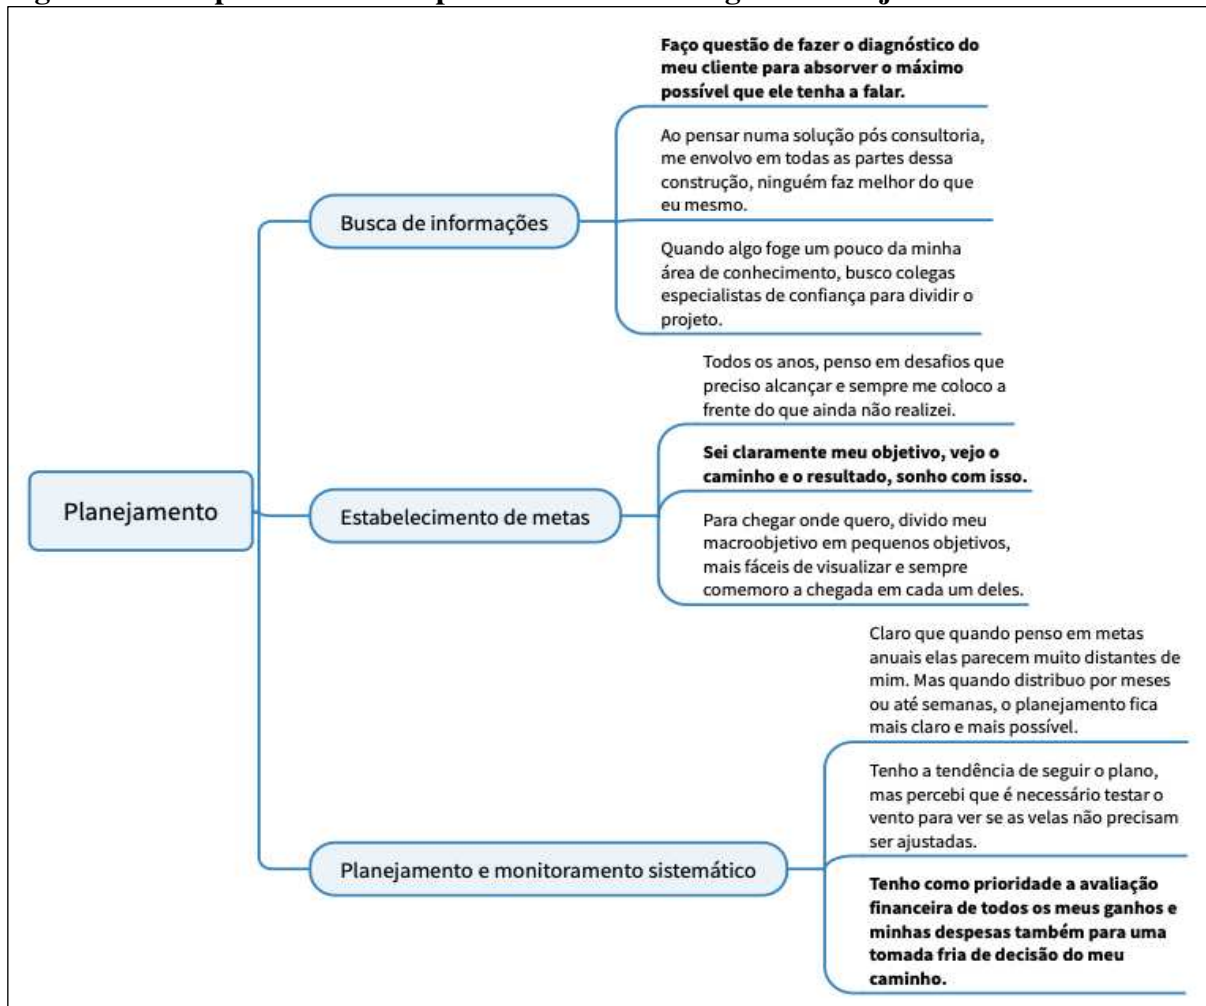 Faço questão de fazer o diagnóstico do
meu cliente para absorver o máximo
possível que ele tenha a falar.
Ao pensar numa solução pós consultoria,
me envolvo em todas as partes dessa
construção, ninguém faz melhor do que
eu mesmo.
Busca de informações
Quando algo foge um pouco da minha
área de conhecimento, busco colegas
especialistas de confiança para dividir o
projeto.
Todos os anos, penso em desafios que
preciso alcançar e sempre me coloco a
frente do que ainda não realizei.
Sei claramente meu objetivo, vejo o
caminho e o resultado, sonho com isso.
Planejamento
Estabelecimento de metas
Para chegar onde quero, divido meu
macroobjetivo em pequenos objetivos,
mais fáceis de visualizar e sempre
comemoro a chegada em cada um deles.
Claro que quando penso em metas
anuais elas parecem muito distantes de
mim. Mas quando distribuo por meses
ou até semanas, o planejamento fica
mais claro e mais possível.
Tenho a tendência de seguir o plano,
mas percebi que é necessário testar o
vento para ver se as velas não precisam
ser ajustadas.
Planejamento e monitoramento sistemático
Tenho como prioridade a avaliação
financeira de todos os meus ganhos e
minhas despesas também para uma
tomada fria de decisão do meu
caminho.